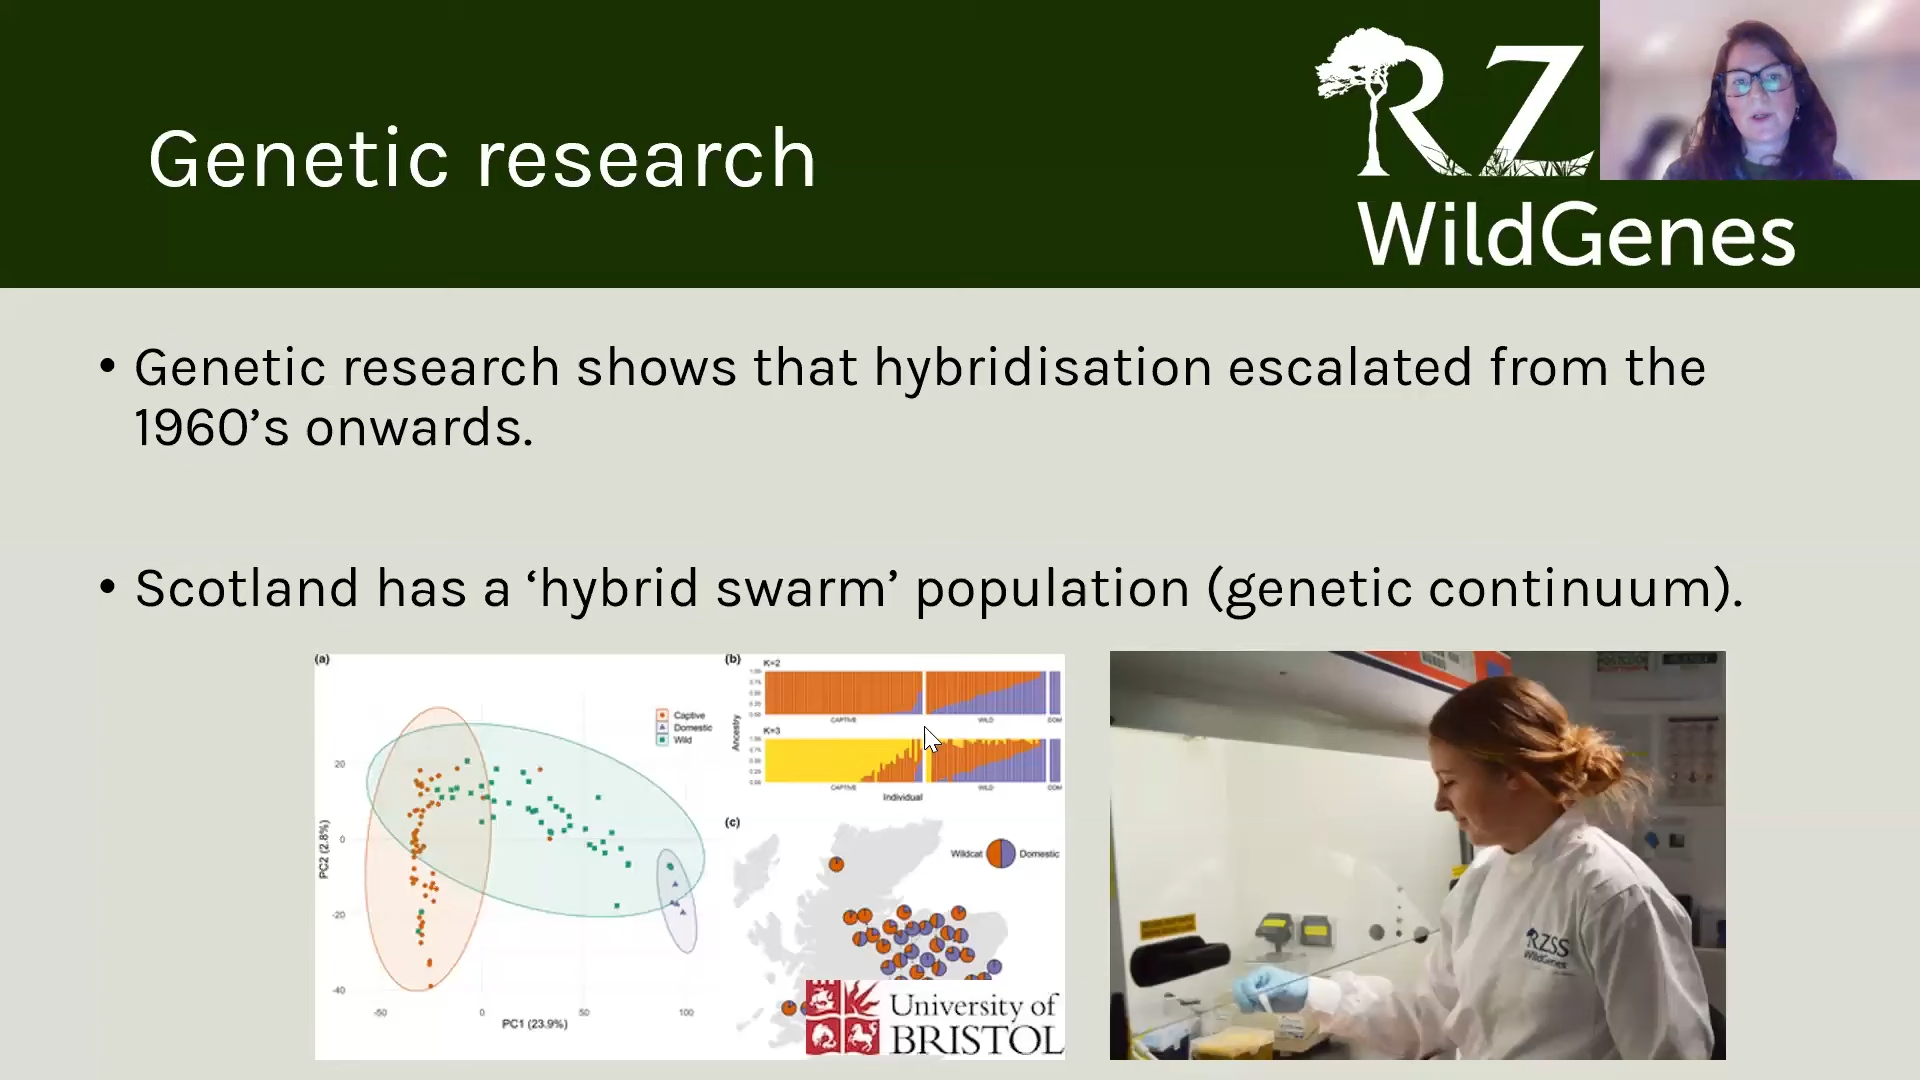 Genetic research
RZ
WildGenes
• Genetic research shows that hybridisation escalated from the
1960’s onwards.
• Scotland has a ‘hybrid swarm’ population (genetic continuum).
(a)
Captive
Domestic
Wild
20
0
-20
-40
-50
0
50
100
PC2 (2.8%)
PC1 (23.9%)
(b)
K=2
CAPTIVE
WILD
DOM
Ancestry
K=3
CAPTIVE
WILD
DOM
Individual
(c)
Wildcat
Domestic
University of
BRISTOL
RZSS
WildGenes